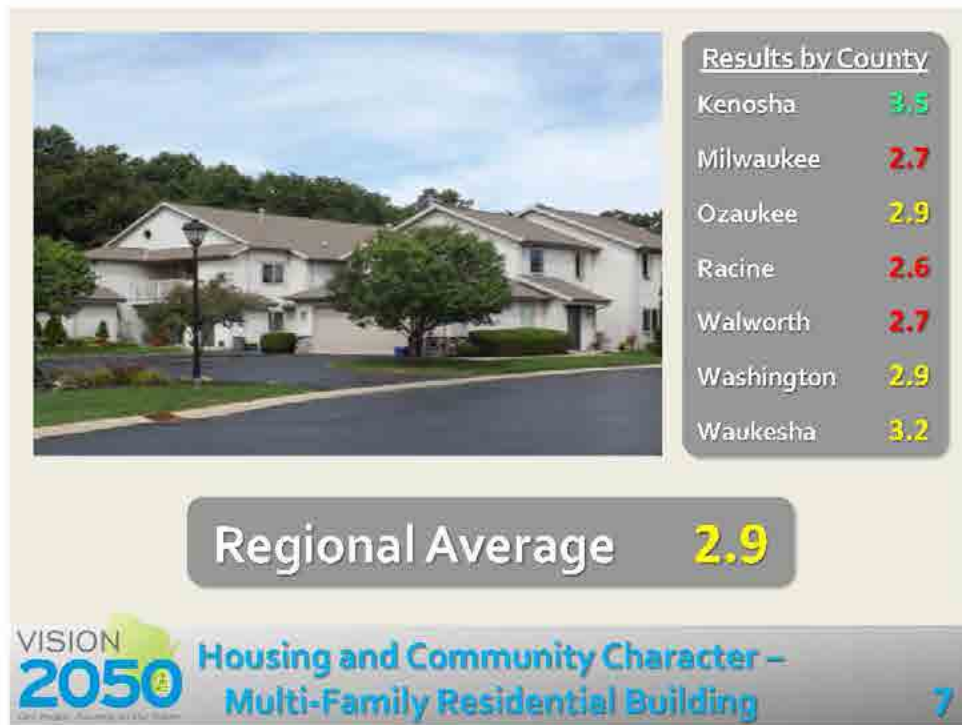 Results by County
Kenosha 3.5
Milwaukee 2.7
Ozaukee 2.9
Racine 2.6
Walworth 2.7
Washington 2.9
Waukesha 3.2
Regional Average 2.9
VISION
2050
Housing and Community Character –
Multi-Family Residential Building 7